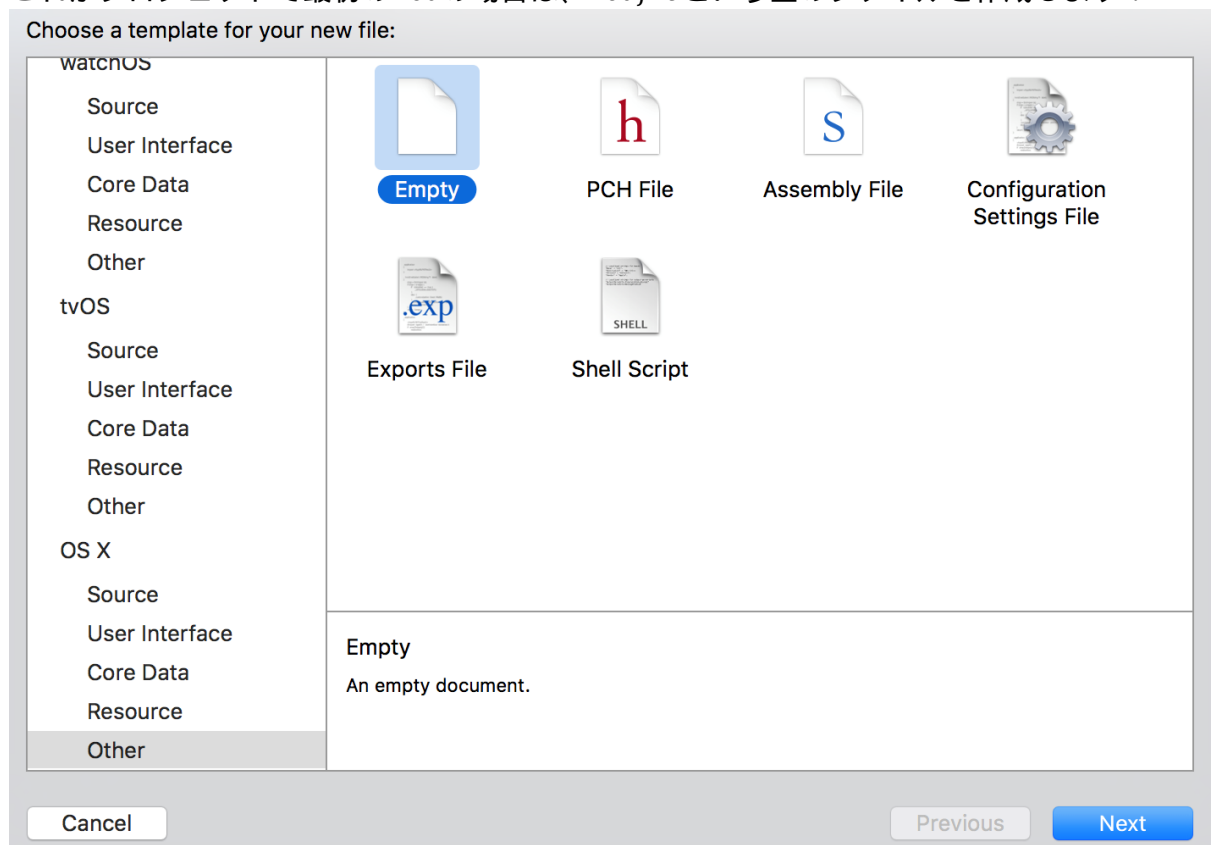 Choose a template for your new file:
watchOS
Source
User Interface
Core Data
Resource
Other
tvOS
Source
User Interface
Core Data
Resource
Other
OS X
Source
User Interface
Core Data
Resource
Other
Empty
PCH File
Assembly File
Configuration
Settings File
Exports File
Shell Script
h
S
.exp
SHELL
Empty
An empty document.
Cancel
Previous
Next